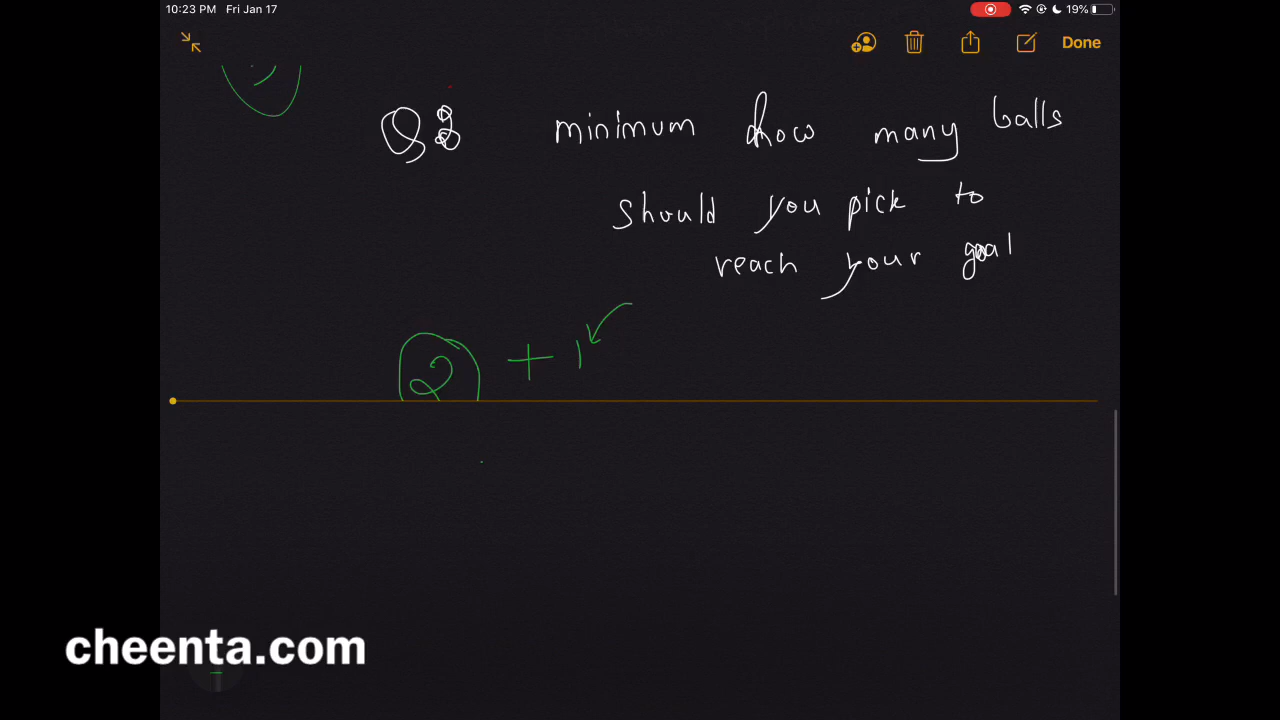 10:23 PM Fri Jan 17
19%
Done
minimum how many balls
should you pick to
reach your goal
2 + 1
cheenta.com